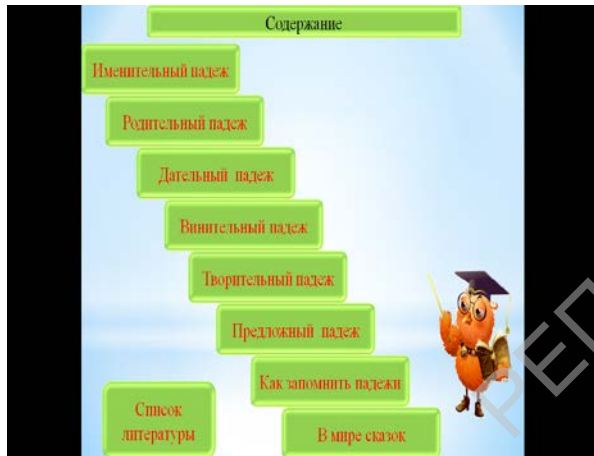 Содержание
Именительный падеж
Родительный падеж
Дательный падеж
Винительный падеж
Творительный падеж
Предложный падеж
Как запомнить падежи
Список
литературы
В мире сказок